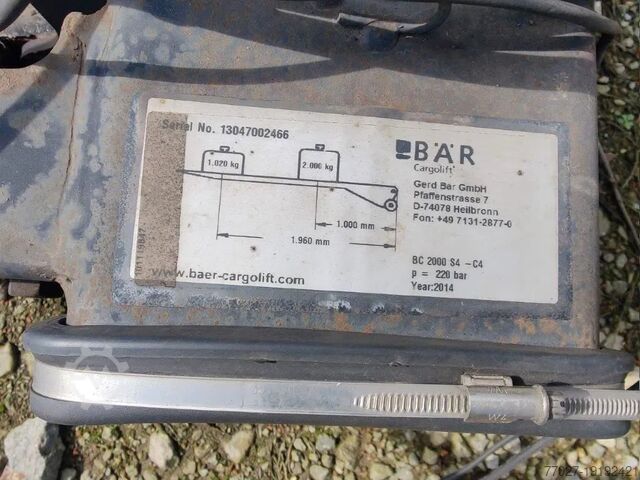 Serial No. 13047002466
BÄR
Cargolift
1.020 kg
2.000 kg
Gerd Bär GmbH
Pfaffenstrasse 7
D-74078 Heilbronn
Fon: +49 7131-2877-0
1.000 mm
1.960 mm
BC 2000 S4 ~C4
p = 220 bar
Year:2014
www.baer-cargolift.com
77027-19182421